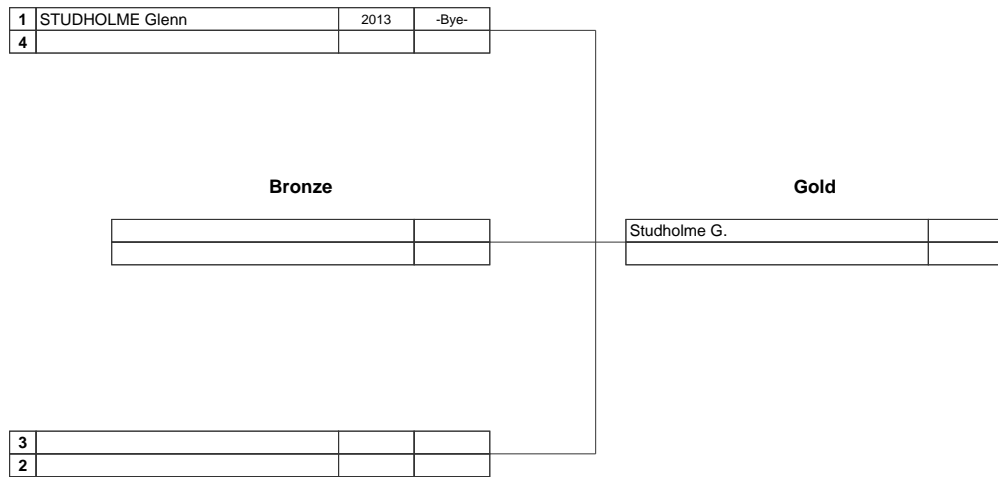 1 STUDHOLME Glenn 2013 -Bye-
4
Bronze Gold
Studholme G.
3
2